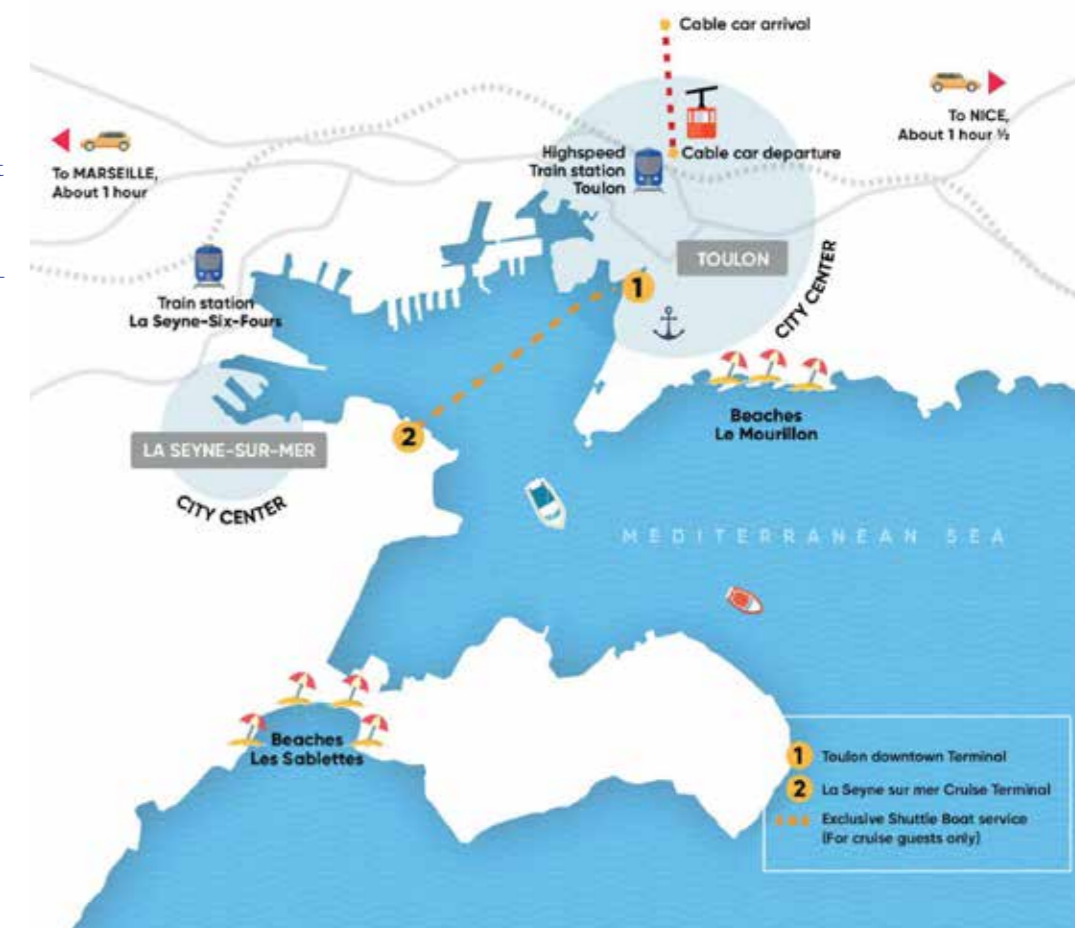 Cable car arrival
To NICE,
About 1 hour ½
To MARSEILLE,
About 1 hour
Highspeed
Train station
Toulon
Cable car departure
TOULON
CITY CENTER
1
Train station
La Seyne-Six-Fours
Beaches
Le Mourillon
2
LA SEYNE-SUR-MER
CITY CENTER
MEDITERRANEAN SEA
Beaches
Les Sablettes
1 Toulon downtown Terminal
2 La Seyne sur mer Cruise Terminal
Exclusive Shuttle Boat service
(For cruise guests only)